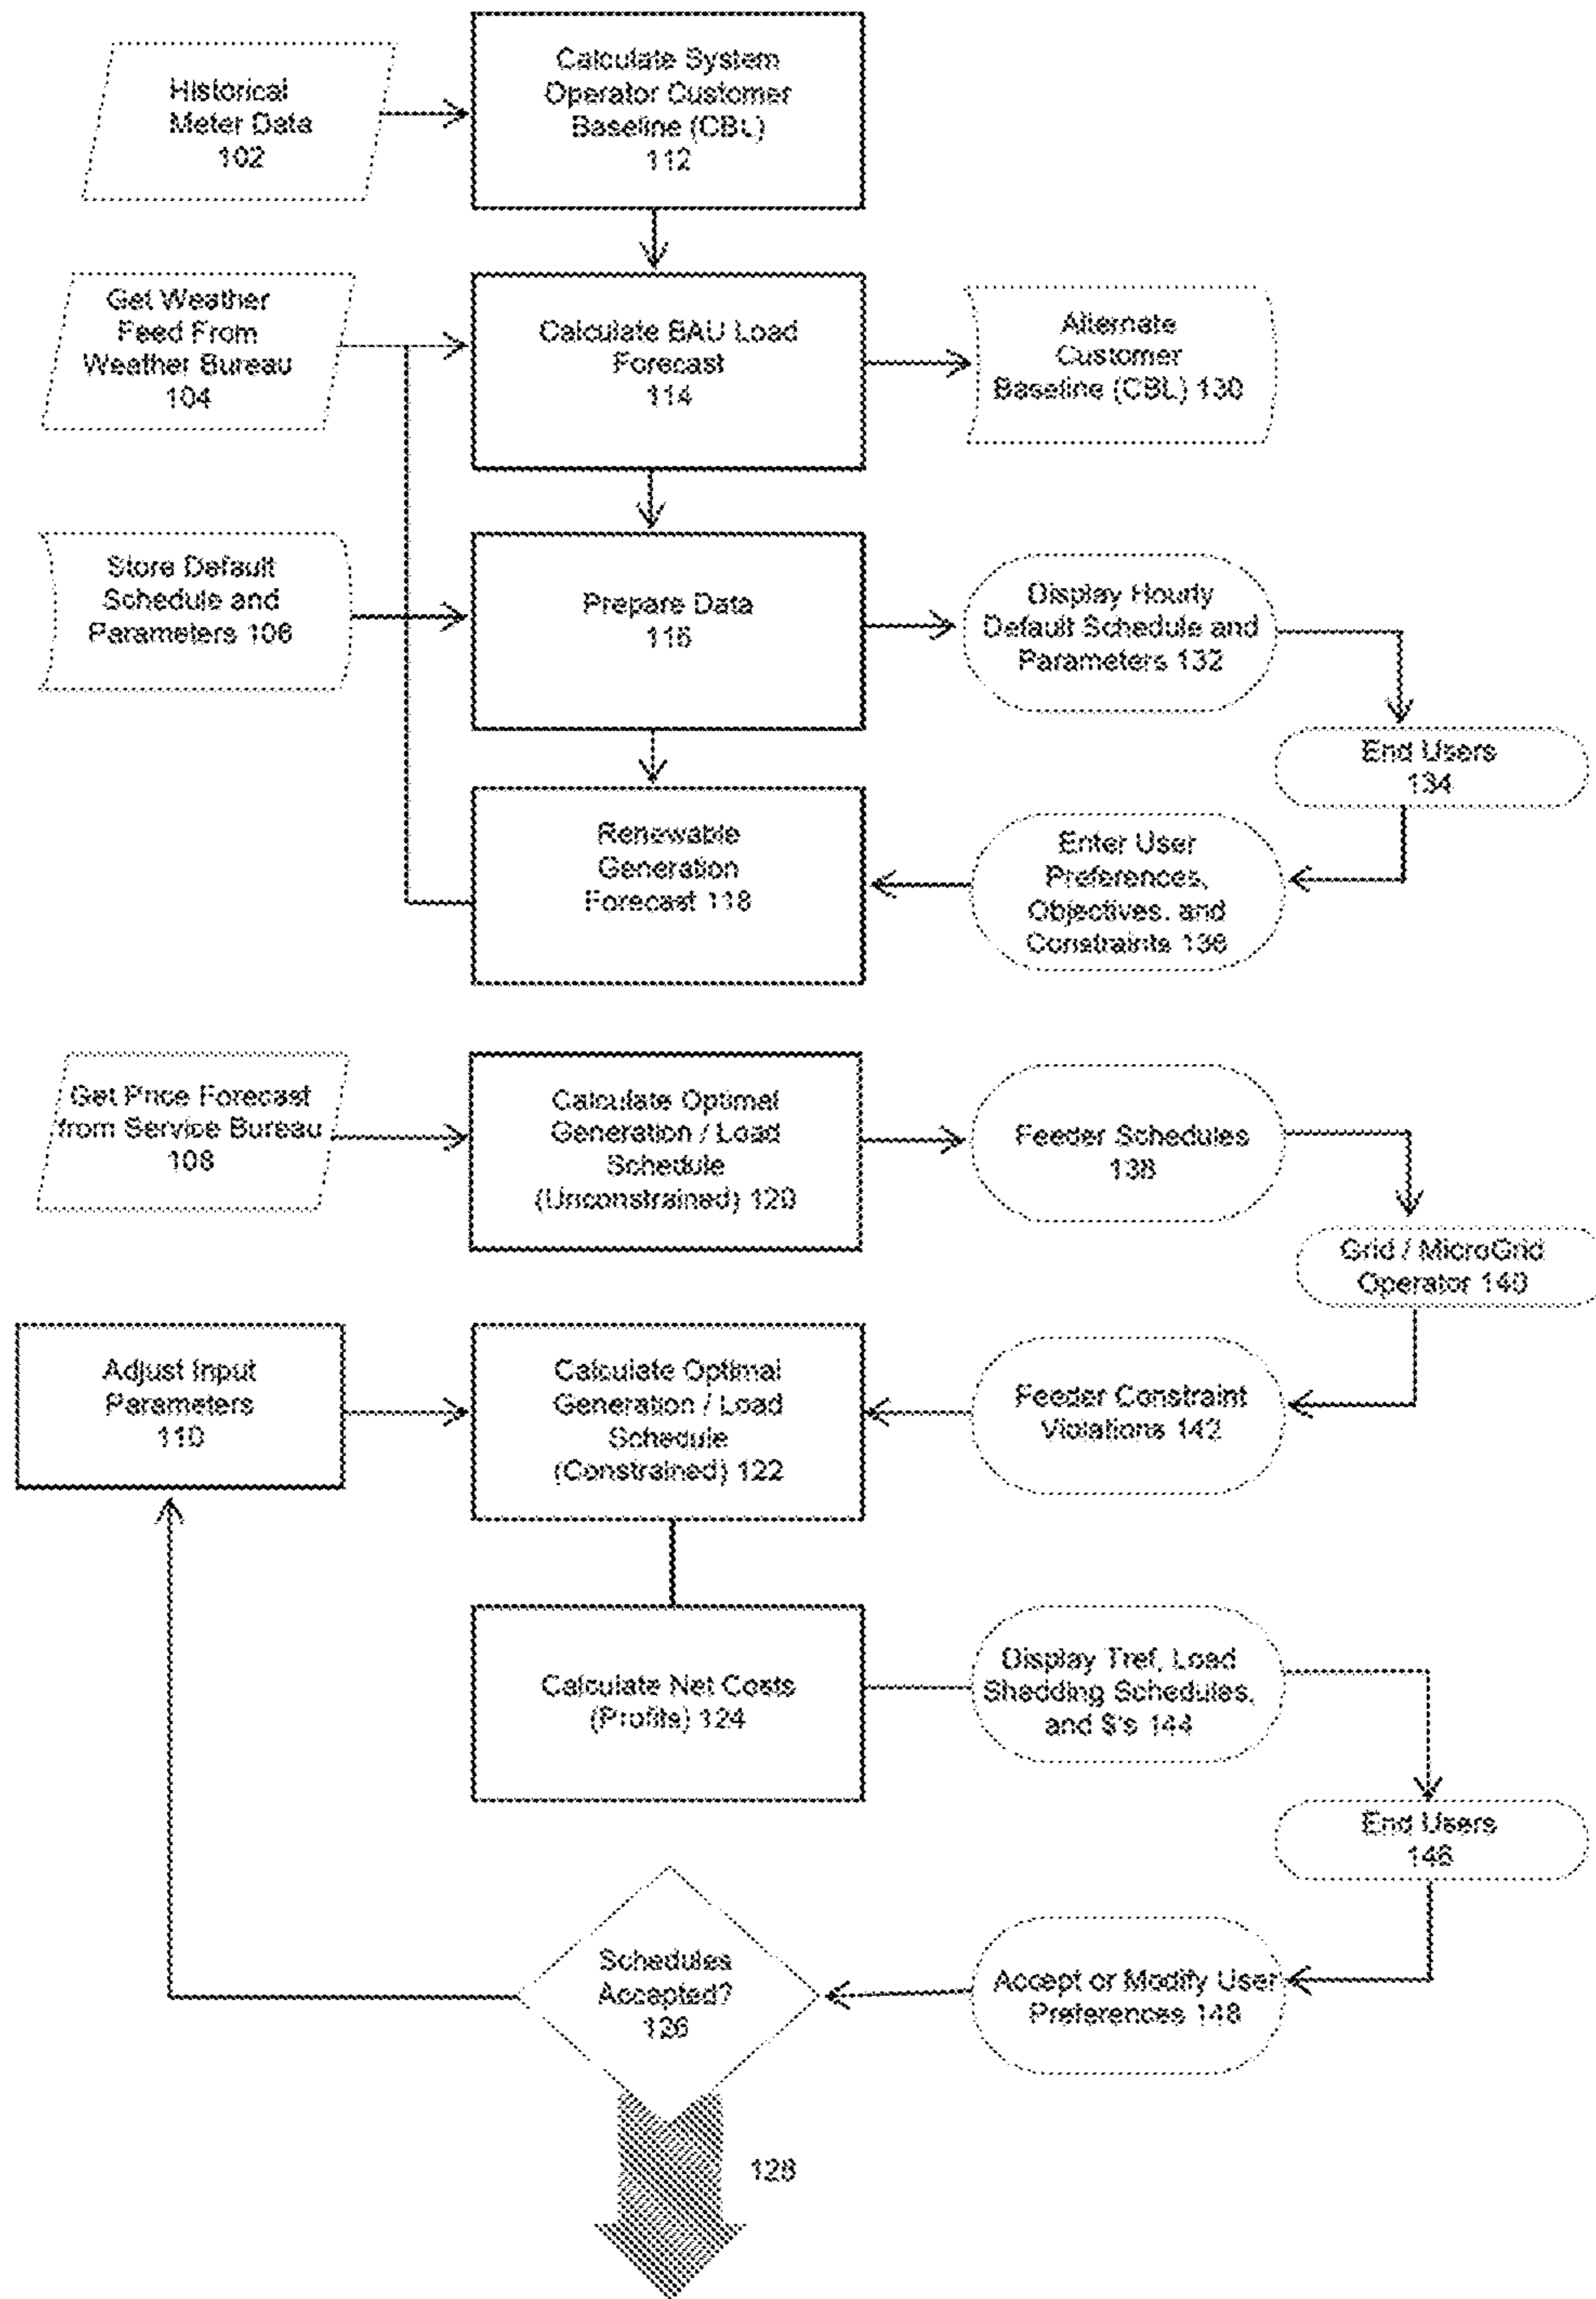 Historical
Meter Data
102
Calculate System
Operator Customer
Baseline (CBL)
112
Get Weather
Feed From
Weather Bureau
104
Calculate BAU Load
Forecast
114
Alternate
Customer
Baseline (CBL) 130
Store Default
Schedule and
Parameters 106
Prepare Data
116
Display Hourly
Default Schedule and
Parameters 132
End Users
134
Renewable
Generation
Forecast 118
Enter User
Preferences,
Objectives. and
Constraints 136
Get Price Forecast
from Service Bureau
108
Calculate Optimal
Generation / Load
Schedule
(Unconstrained) 120
Feeder Schedules
138
Grid / MicroGrid
Operator 140
Adjust Input
Parameters
110
Calculate Optimal
Generation / Load
Schedule
(Constrained) 122
Feeder Constraint
Violations 142
Calculate Net Costs
(Profits) 124
Display Tref, Load
Shedding Schedules,
and $'s 144
End Users
146
Schedules
Accepted?
126
Accept or Modify User
Preferences 148
128